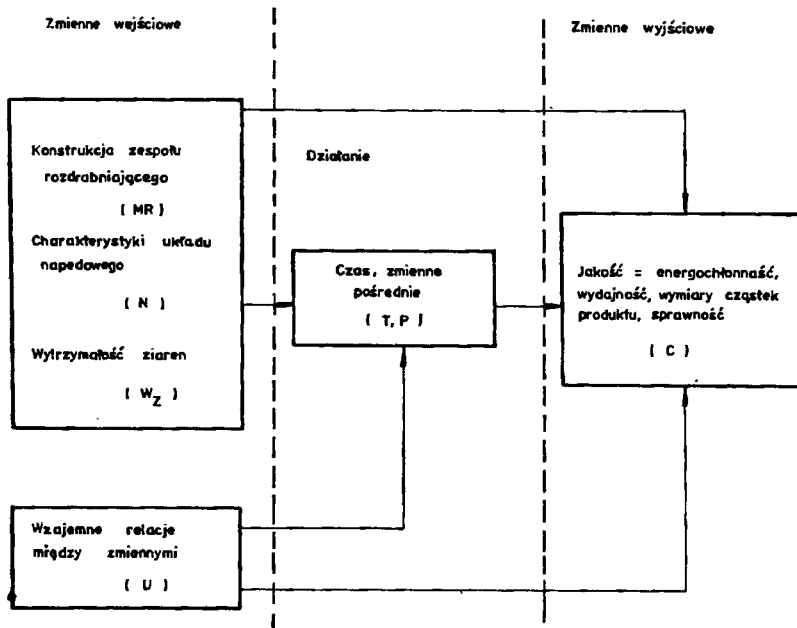 Zmienne wejściowe
Zmienne wyjściowe
Konstrukcja zespołu
rozdrabniającego
( MR )
Charakterystyki układu
napedowego
( N )
Wytrzymałość ziaren
( WZ )
Działanie
Czas, zmienne
pośrednie
( T, P )
Jakość = energochłonność,
wydajność, wymiary cząstek
produktu, sprawność
( C )
Wzajemne relacje
między zmiennymi
( U )